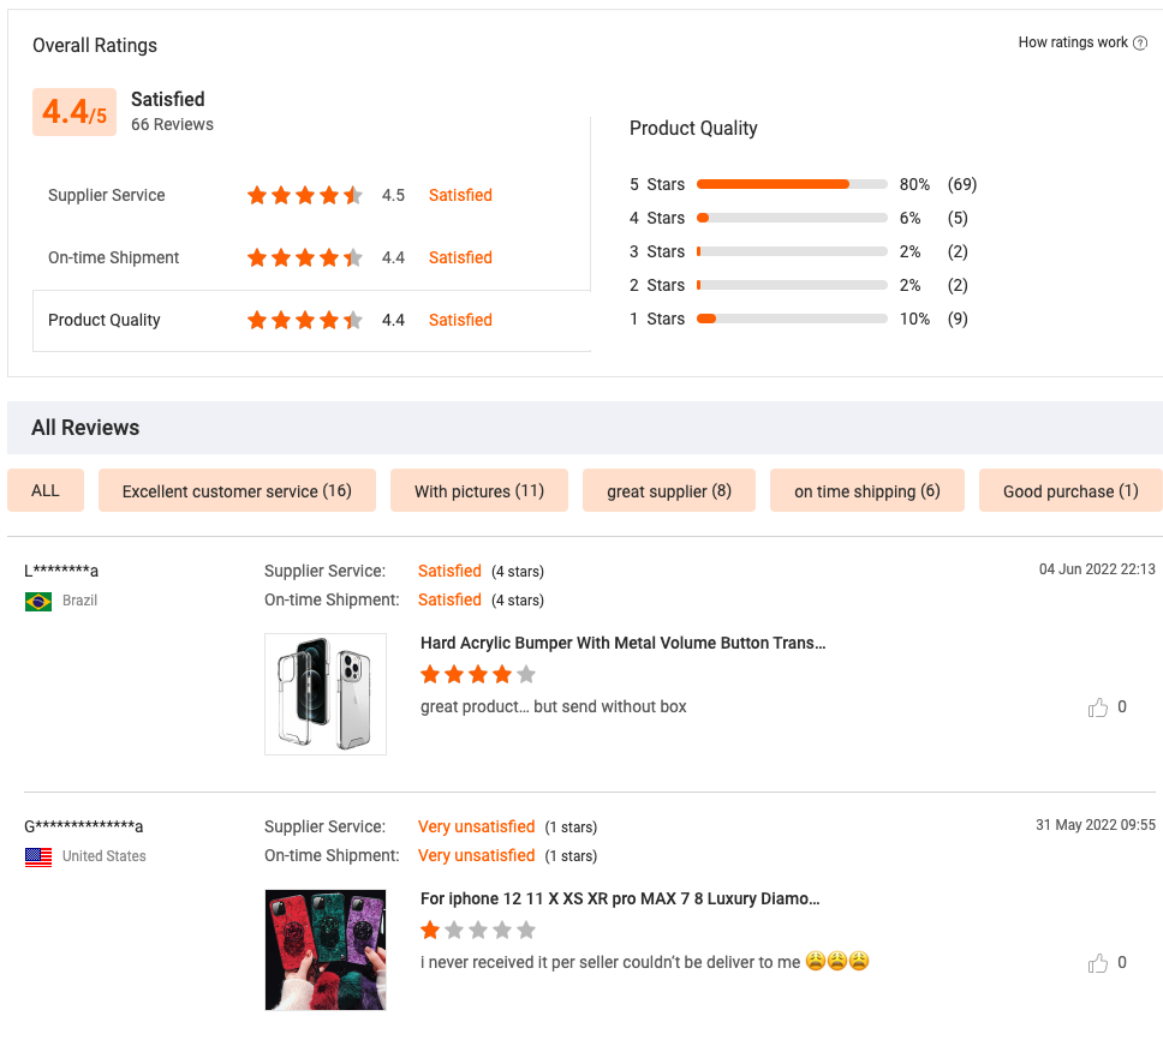 Overall Ratings
How ratings work ?
4.4/5
Satisfied
66 Reviews
Supplier Service 4.5 Satisfied
On-time Shipment 4.4 Satisfied
Product Quality 4.4 Satisfied
Product Quality
5 Stars 80% (69)
4 Stars 6% (5)
3 Stars 2% (2)
2 Stars 2% (2)
1 Stars 10% (9)
All Reviews
ALL
Excellent customer service (16)
With pictures (11)
great supplier (8)
on time shipping (6)
Good purchase (1)
L********a
Brazil
Supplier Service: Satisfied (4 stars)
On-time Shipment: Satisfied (4 stars)
04 Jun 2022 22:13
Hard Acrylic Bumper With Metal Volume Button Trans...
great product... but send without box
0
G**************a
United States
Supplier Service: Very unsatisfied (1 stars)
On-time Shipment: Very unsatisfied (1 stars)
31 May 2022 09:55
For iphone 12 11 X XS XR pro MAX 7 8 Luxury Diamo...
i never received it per seller couldn't be deliver to me 😩😩😩
0